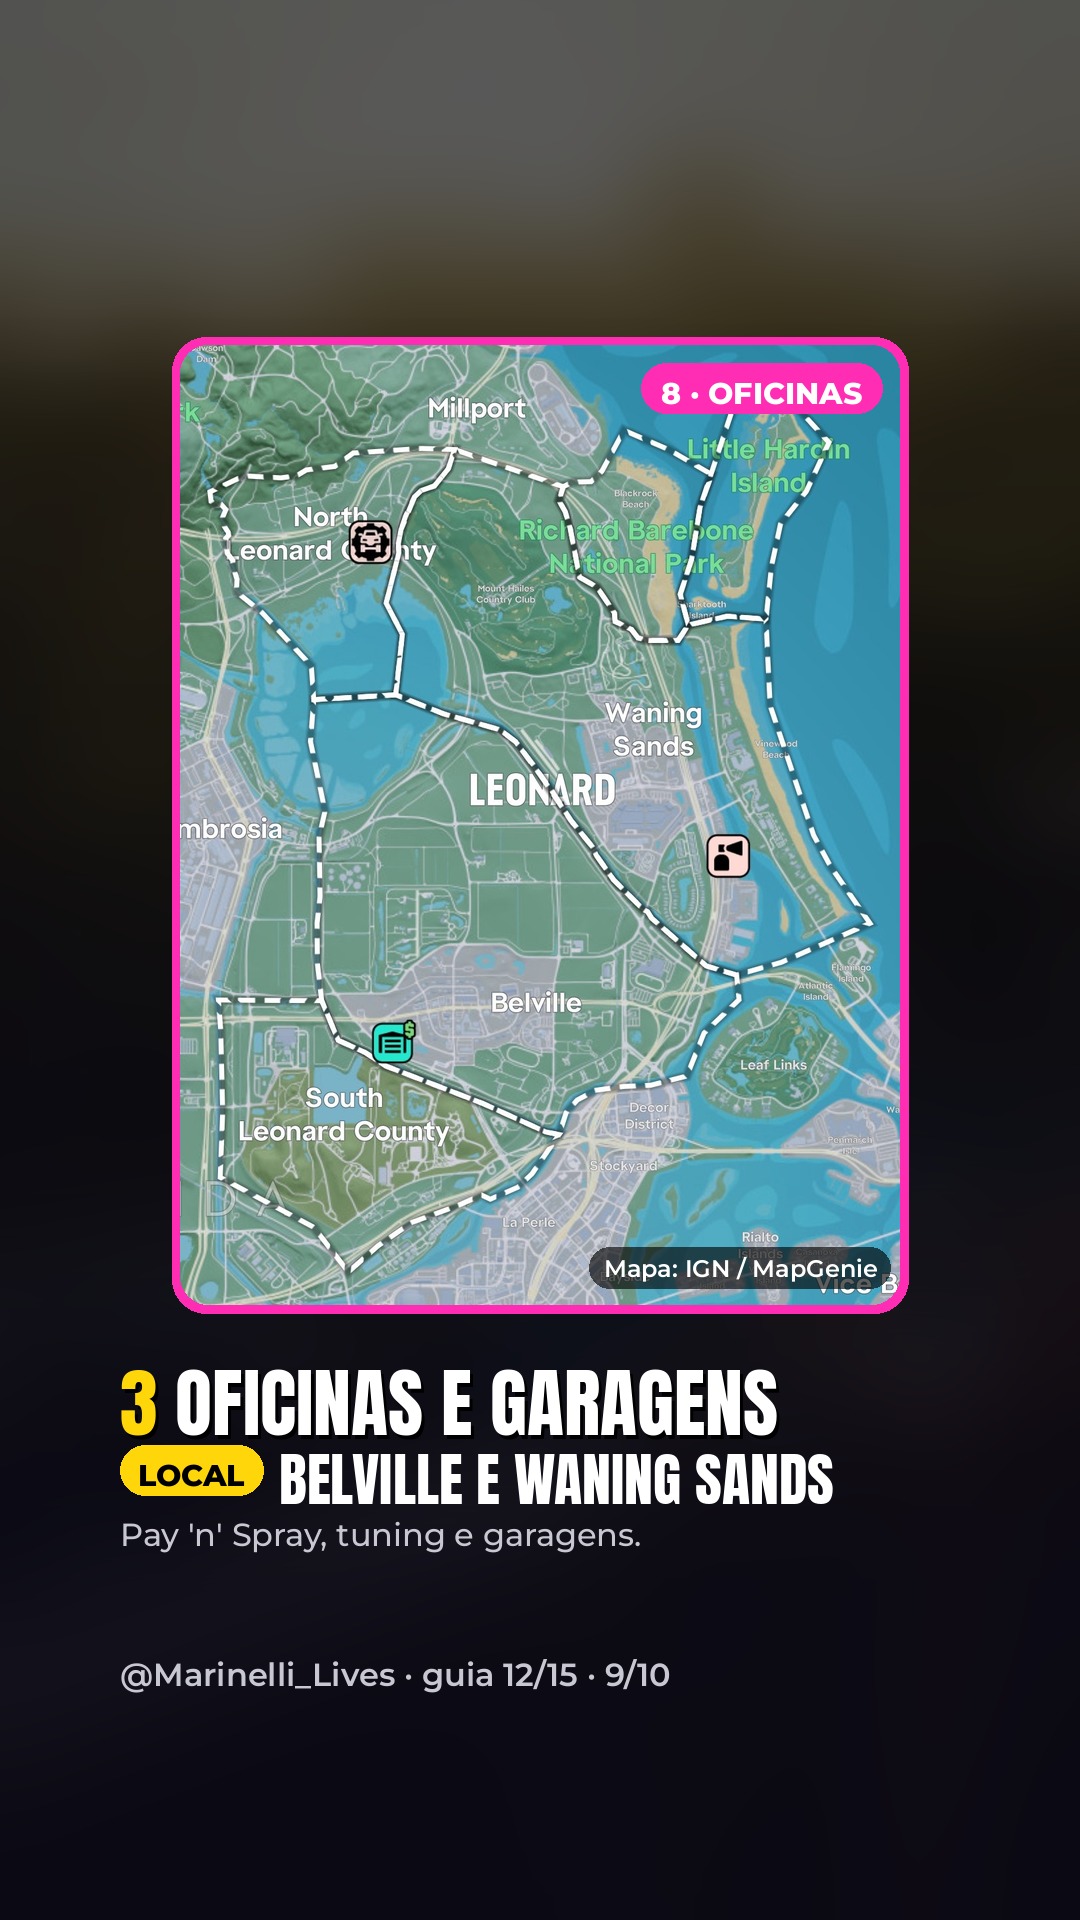 8 · OFICINAS
Millport
Little Hardin
Island
Blackrock
Beach
North
Leonard County
Richard Barebone
National Park
Mount Hailes
Country Club
Waning
Sands
Vinewood
Beach
LEONARD
mbrosia
Belville
Flamingo
Island
Atlantic
Island
Leaf Links
South
Leonard County
Decor
District
Stockyard
La Perle
Rialto
Islands
Mapa: IGN / MapGenie
Vice B
3 OFICINAS E GARAGENS
LOCAL BELVILLE E WANING SANDS
Pay 'n' Spray, tuning e garagens.
@Marinelli_Lives · guia 12/15 · 9/10